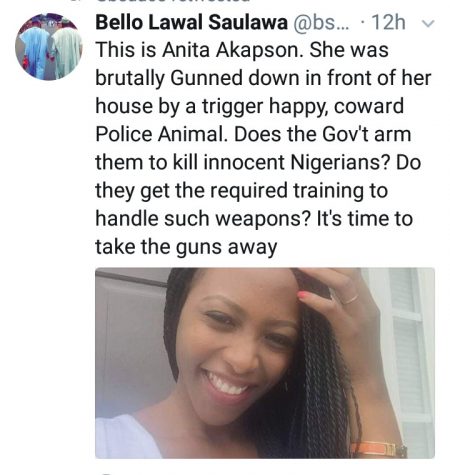 Bello Lawal Saulawa @bs... · 12h
This is Anita Akapson. She was
brutally Gunned down in front of her
house by a trigger happy, coward
Police Animal. Does the Gov't arm
them to kill innocent Nigerians? Do
they get the required training to
handle such weapons? It's time to
take the guns away